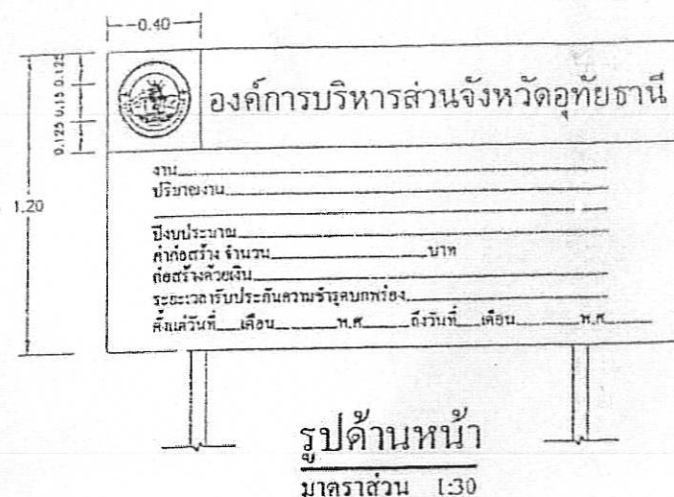 0.40
0.125 0.15 0.125
1.20
องค์การบริหารส่วนจังหวัดอุทัยธานี
งาน
ปริมาณงาน
ปีงบประมาณ
ค่าก่อสร้าง จำนวน บาท
ก่อสร้างด้วยเงิน
ระยะเวลารับประกันความชำรุดบกพร่อง
ตั้งแต่วันที่ เดือน พ.ศ. ถึงวันที่ เดือน พ.ศ.
รูปด้านหน้า
มาตราส่วน 1:30